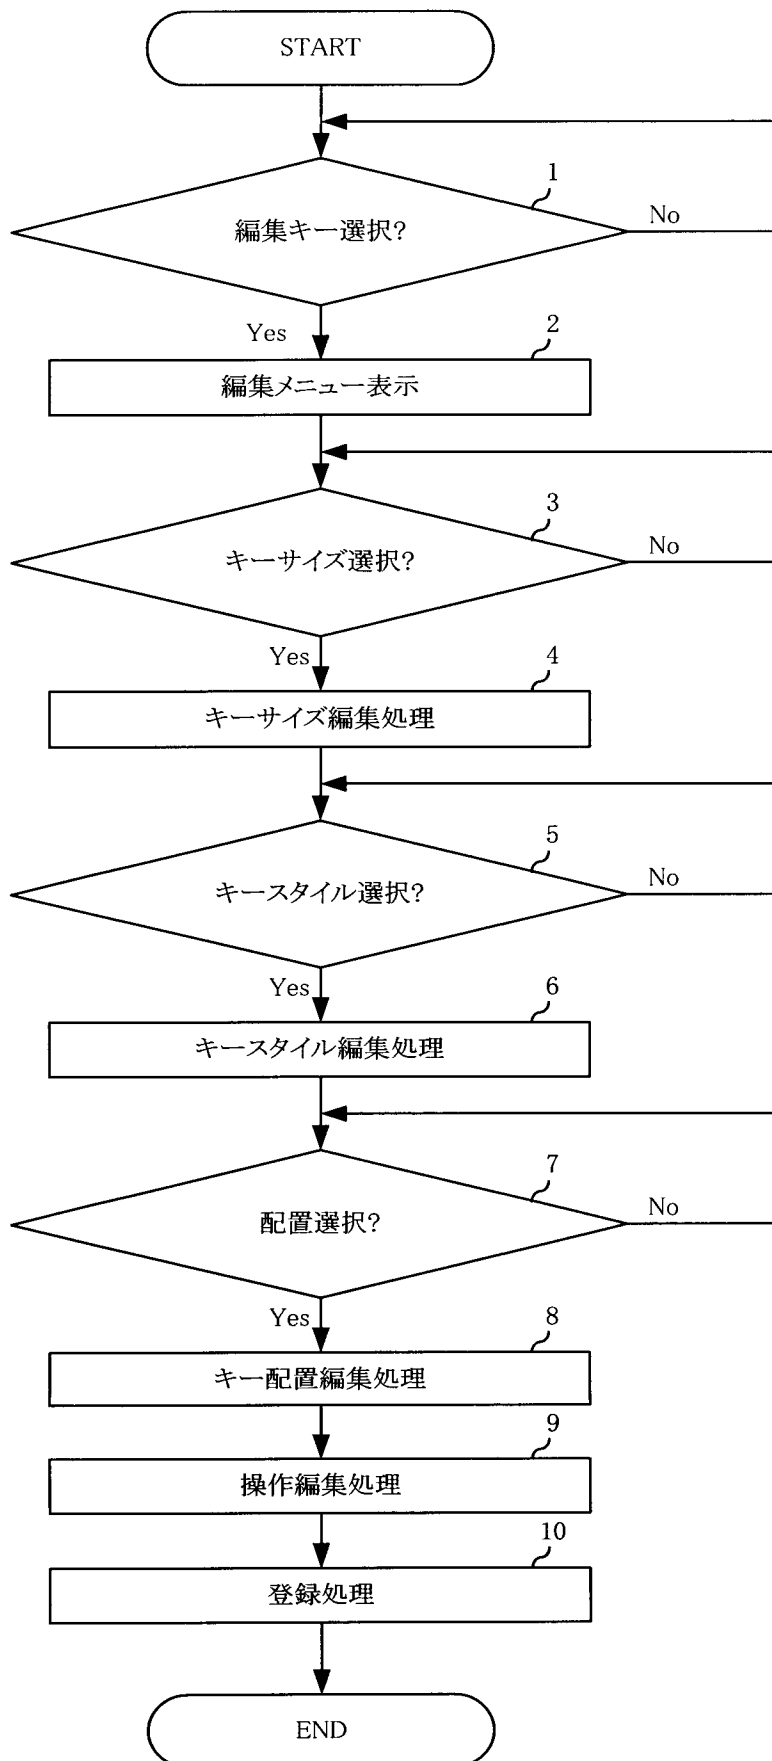 START
1
編集キー選択?
No
Yes
2
編集メニュー表示
3
キーサイズ選択?
No
Yes
4
キーサイズ編集処理
5
キースタイル選択?
No
Yes
6
キースタイル編集処理
7
配置選択?
No
Yes
8
キー配置編集処理
9
操作編集処理
10
登録処理
END